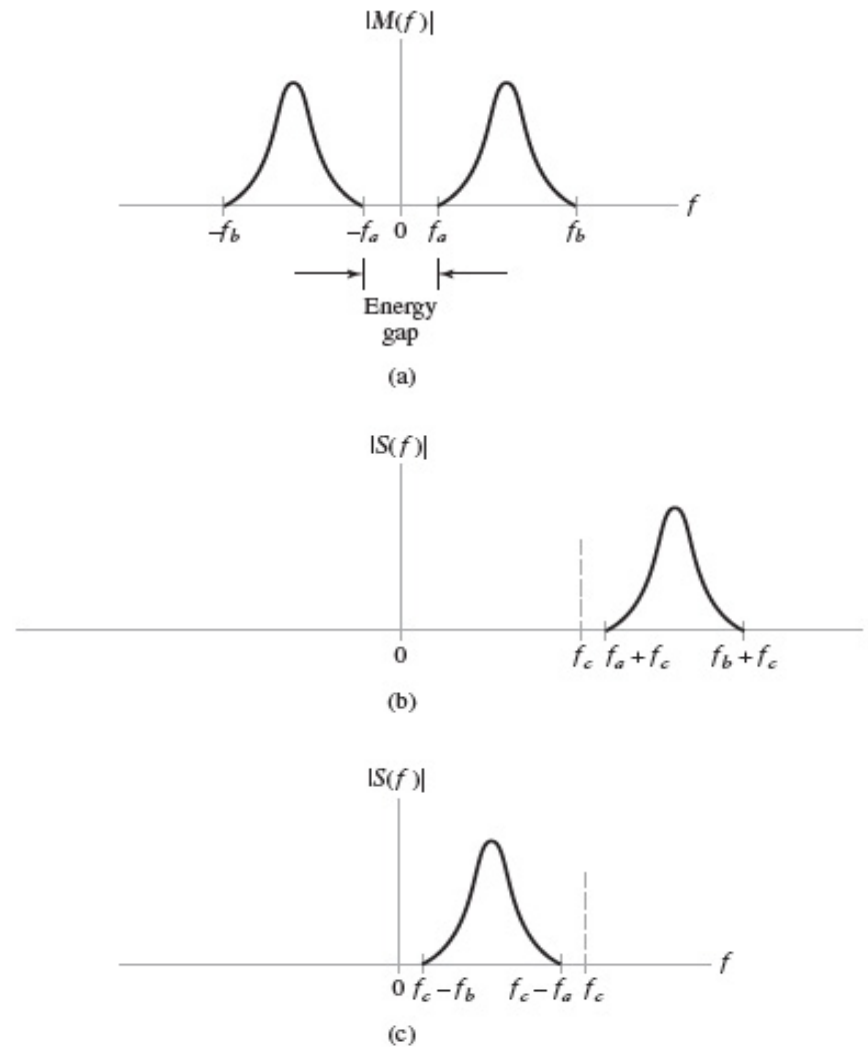 |M(f)|
f
–f_b –f_a 0 f_a f_b
Energy
gap
(a)
|S(f)|
0 f_c f_a + f_c f_b + f_c
(b)
|S(f)|
f
0 f_c – f_b f_c – f_a f_c
(c)